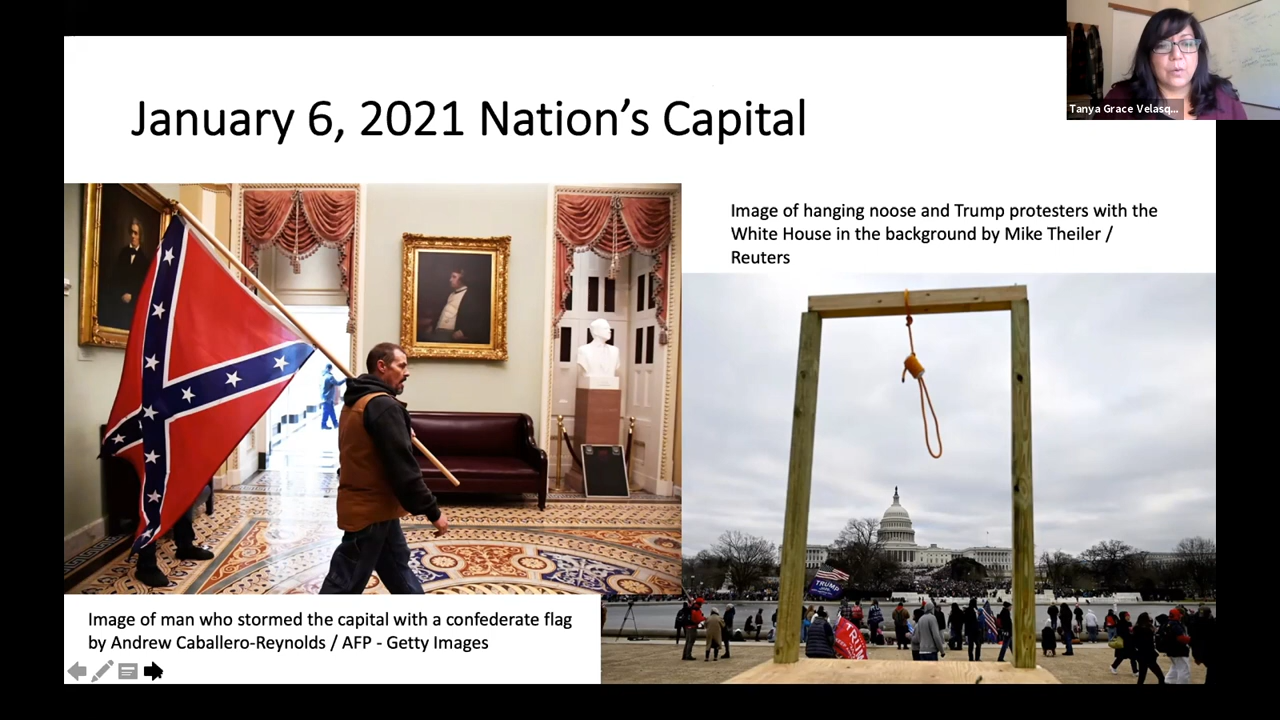 January 6, 2021 Nation’s Capital
Tanya Grace Velasq...
Image of hanging noose and Trump protesters with the
White House in the background by Mike Theiler /
Reuters
TRUMP
TRUMP
Image of man who stormed the capital with a confederate flag
by Andrew Caballero-Reynolds / AFP - Getty Images